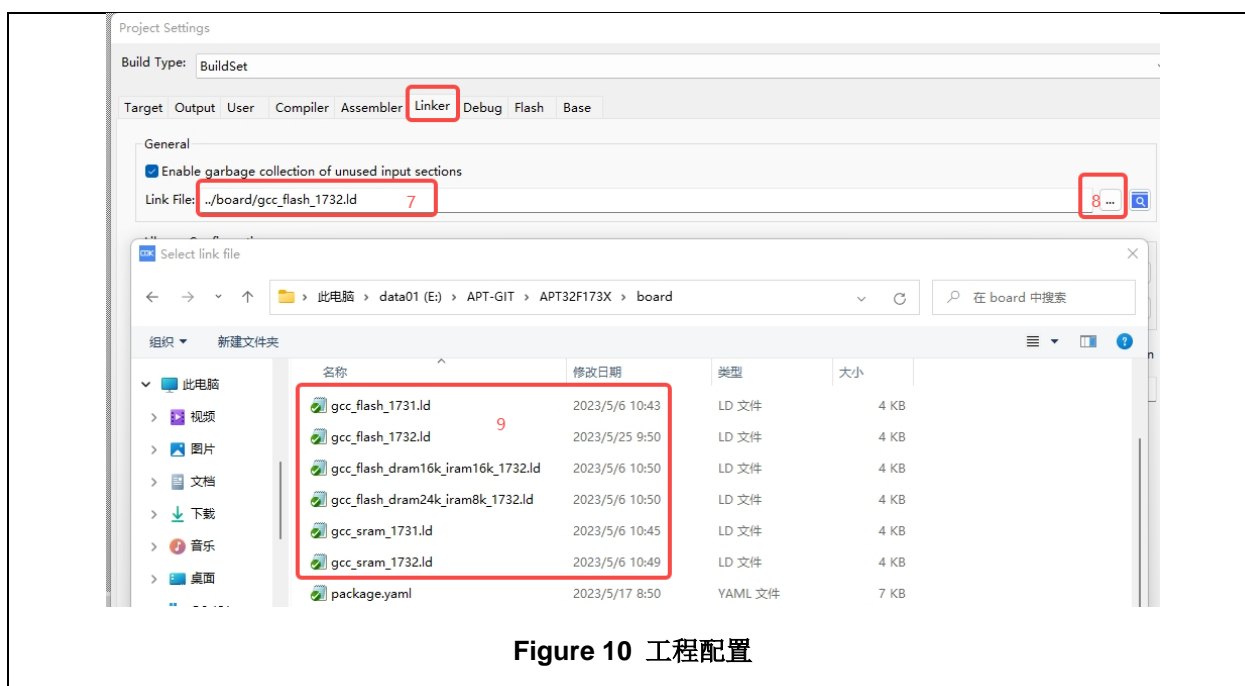 Project Settings
Build Type: BuildSet
Target Output User Compiler Assembler Linker Debug Flash Base
General
Enable garbage collection of unused input sections
Link File: ../board/gcc_flash_1732.ld 7 8 ...
CDK Select link file
此电脑 > data01 (E:) > APT-GIT > APT32F173X > board 在 board 中搜索
组织 新建文件夹
名称 修改日期 类型 大小
此电脑
视频
图片
文档
下载
音乐
桌面
gcc_flash_1731.ld 2023/5/6 10:43 LD 文件 4 KB
9
gcc_flash_1732.ld 2023/5/25 9:50 LD 文件 4 KB
gcc_flash_dram16k_iram16k_1732.ld 2023/5/6 10:50 LD 文件 4 KB
gcc_flash_dram24k_iram8k_1732.ld 2023/5/6 10:50 LD 文件 4 KB
gcc_sram_1731.ld 2023/5/6 10:45 LD 文件 4 KB
gcc_sram_1732.ld 2023/5/6 10:49 LD 文件 4 KB
package.yaml 2023/5/17 8:50 YAML 文件 7 KB
Figure 10 工程配置